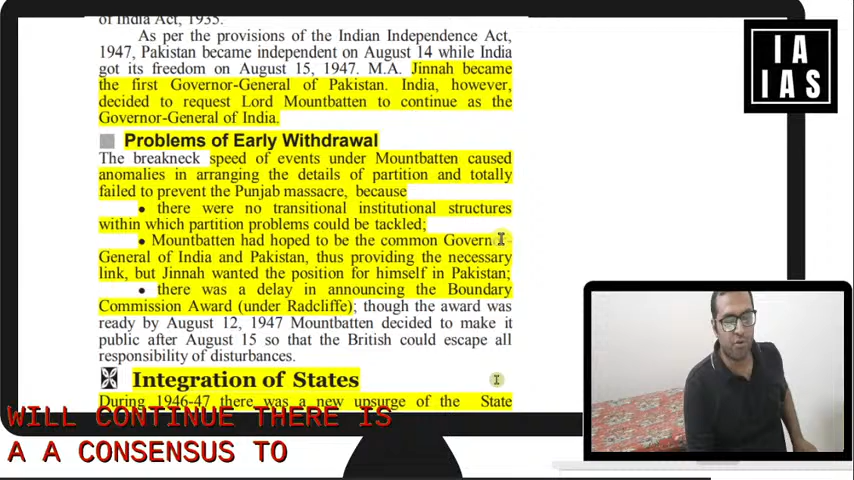 of India Act, 1935.
As per the provisions of the Indian Independence Act,
1947, Pakistan became independent on August 14 while India
got its freedom on August 15, 1947. M.A. Jinnah became
the first Governor-General of Pakistan. India, however,
decided to request Lord Mountbatten to continue as the
Governor-General of India.
Problems of Early Withdrawal
The breakneck speed of events under Mountbatten caused
anomalies in arranging the details of partition and totally
failed to prevent the Punjab massacre, because
• there were no transitional institutional structures
within which partition problems could be tackled;
• Mountbatten had hoped to be the common Governor-
General of India and Pakistan, thus providing the necessary
link, but Jinnah wanted the position for himself in Pakistan;
• there was a delay in announcing the Boundary
Commission Award (under Radcliffe); though the award was
ready by August 12, 1947 Mountbatten decided to make it
public after August 15 so that the British could escape all
responsibility of disturbances.
Integration of States
During 1946-47 there was a new upsurge of the State
WILL CONTINUE THERE IS
A A CONSENSUS TO
IA
IAS